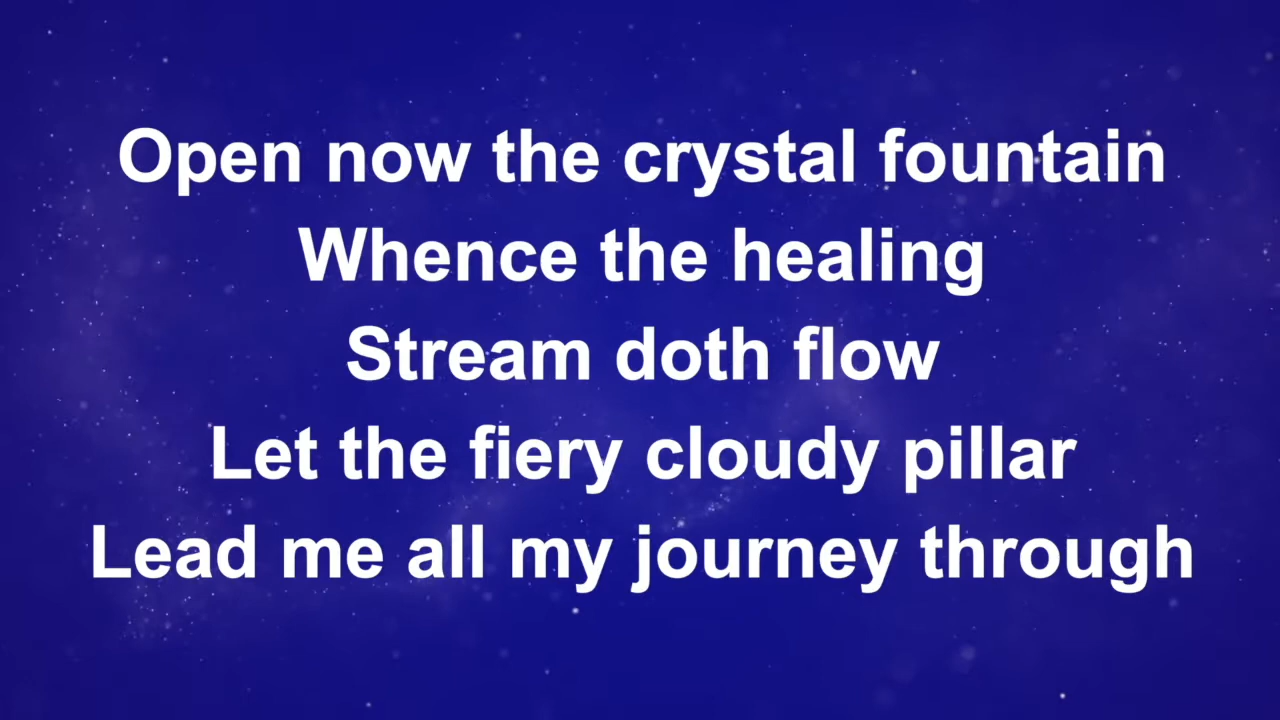 Open now the crystal fountain
Whence the healing
Stream doth flow
Let the fiery cloudy pillar
Lead me all my journey through